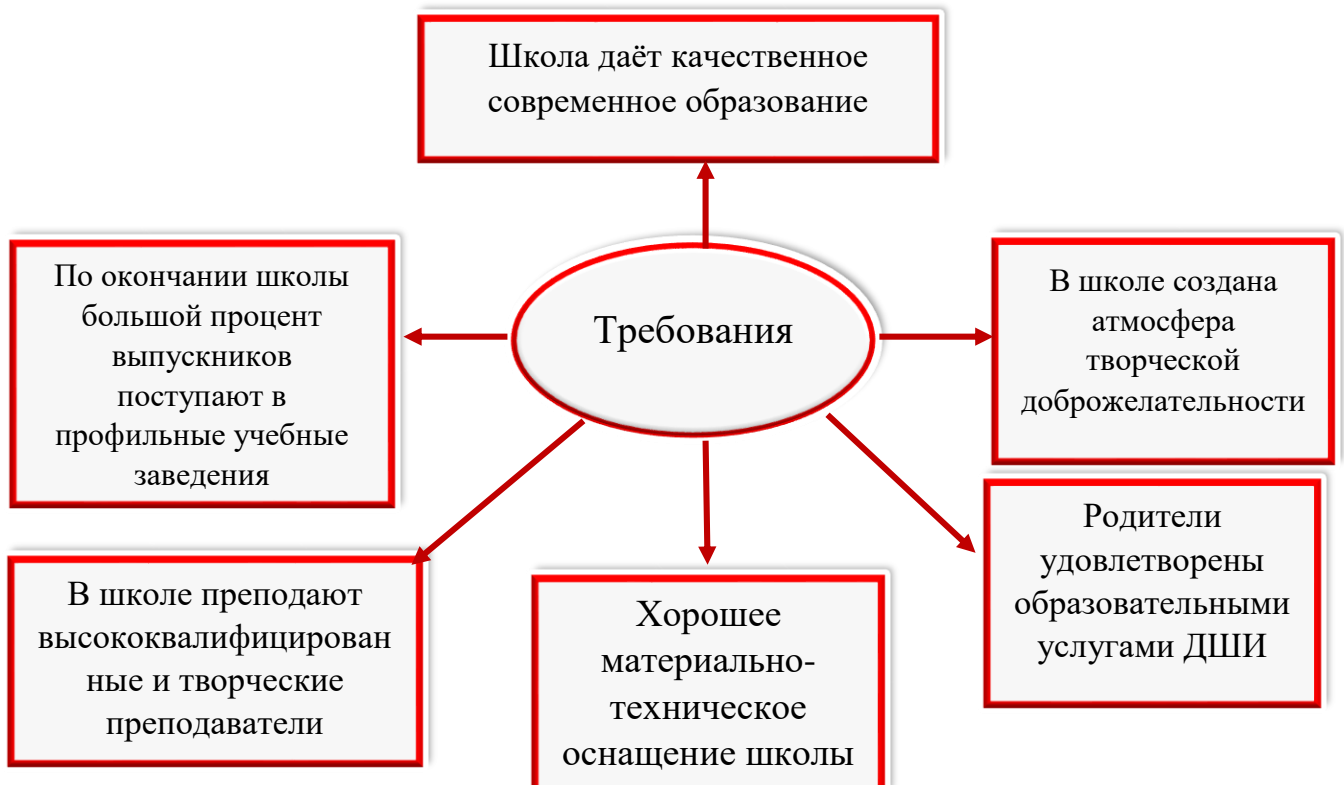 Школа даёт качественное
современное образование
По окончании школы
большой процент
выпускников
поступают в
профильные учебные
заведения
Требования
В школе создана
атмосфера
творческой
доброжелательности
В школе преподают
высококвалифицирован
ные и творческие
преподаватели
Хорошее
материально-
техническое
оснащение школы
Родители
удовлетворены
образовательными
услугами ДШИ